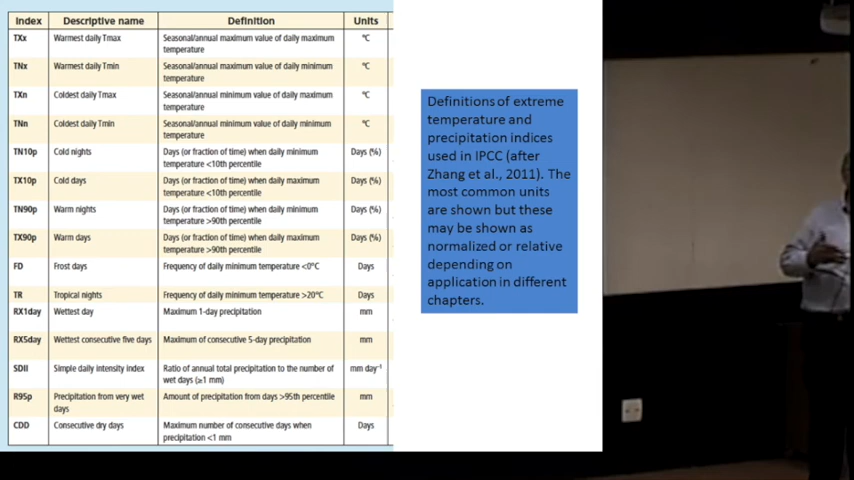 Index Descriptive name Definition Units
TXx Warmest daily Tmax Seasonal/annual maximum value of daily maximum °C
temperature
TNx Warmest daily Tmin Seasonal/annual maximum value of daily minimum °C
temperature
TXn Coldest daily Tmax Seasonal/annual minimum value of daily maximum °C
temperature
TNn Coldest daily Tmin Seasonal/annual minimum value of daily minimum °C
temperature
TN10p Cold nights Days (or fraction of time) when daily minimum Days (%)
temperature <10th percentile
TX10p Cold days Days (or fraction of time) when daily maximum Days (%)
temperature <10th percentile
TN90p Warm nights Days (or fraction of time) when daily minimum Days (%)
temperature >90th percentile
TX90p Warm days Days (or fraction of time) when daily maximum Days (%)
temperature >90th percentile
FD Frost days Frequency of daily minimum temperature <0°C Days
TR Tropical nights Frequency of daily minimum temperature >20°C Days
RX1day Wettest day Maximum 1-day precipitation mm
RX5day Wettest consecutive five days Maximum of consecutive 5-day precipitation mm
SDII Simple daily intensity index Ratio of annual total precipitation to the number of mm day⁻¹
wet days (≥1 mm)
R95p Precipitation from very wet Amount of precipitation from days >95th percentile mm
days
CDD Consecutive dry days Maximum number of consecutive days when Days
precipitation <1 mm
Definitions of extreme
temperature and
precipitation indices
used in IPCC (after
Zhang et al., 2011). The
most common units
are shown but these
may be shown as
normalized or relative
depending on
application in different
chapters.